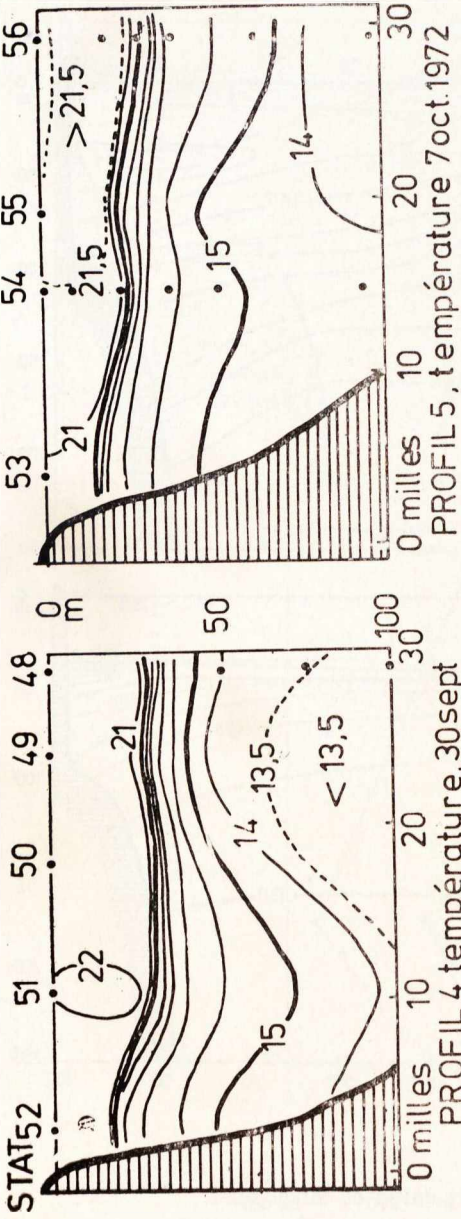 STAT 52 51 50 49 48
0
m
22
21
15
14
13,5
< 13,5
50
100
0 milles 10 20 30
PROFIL 4 température, 30 sept
53 54 55 56
21
21,5
> 21,5
15
14
0 milles 10 20 30
PROFIL 5, température 7 oct. 1972